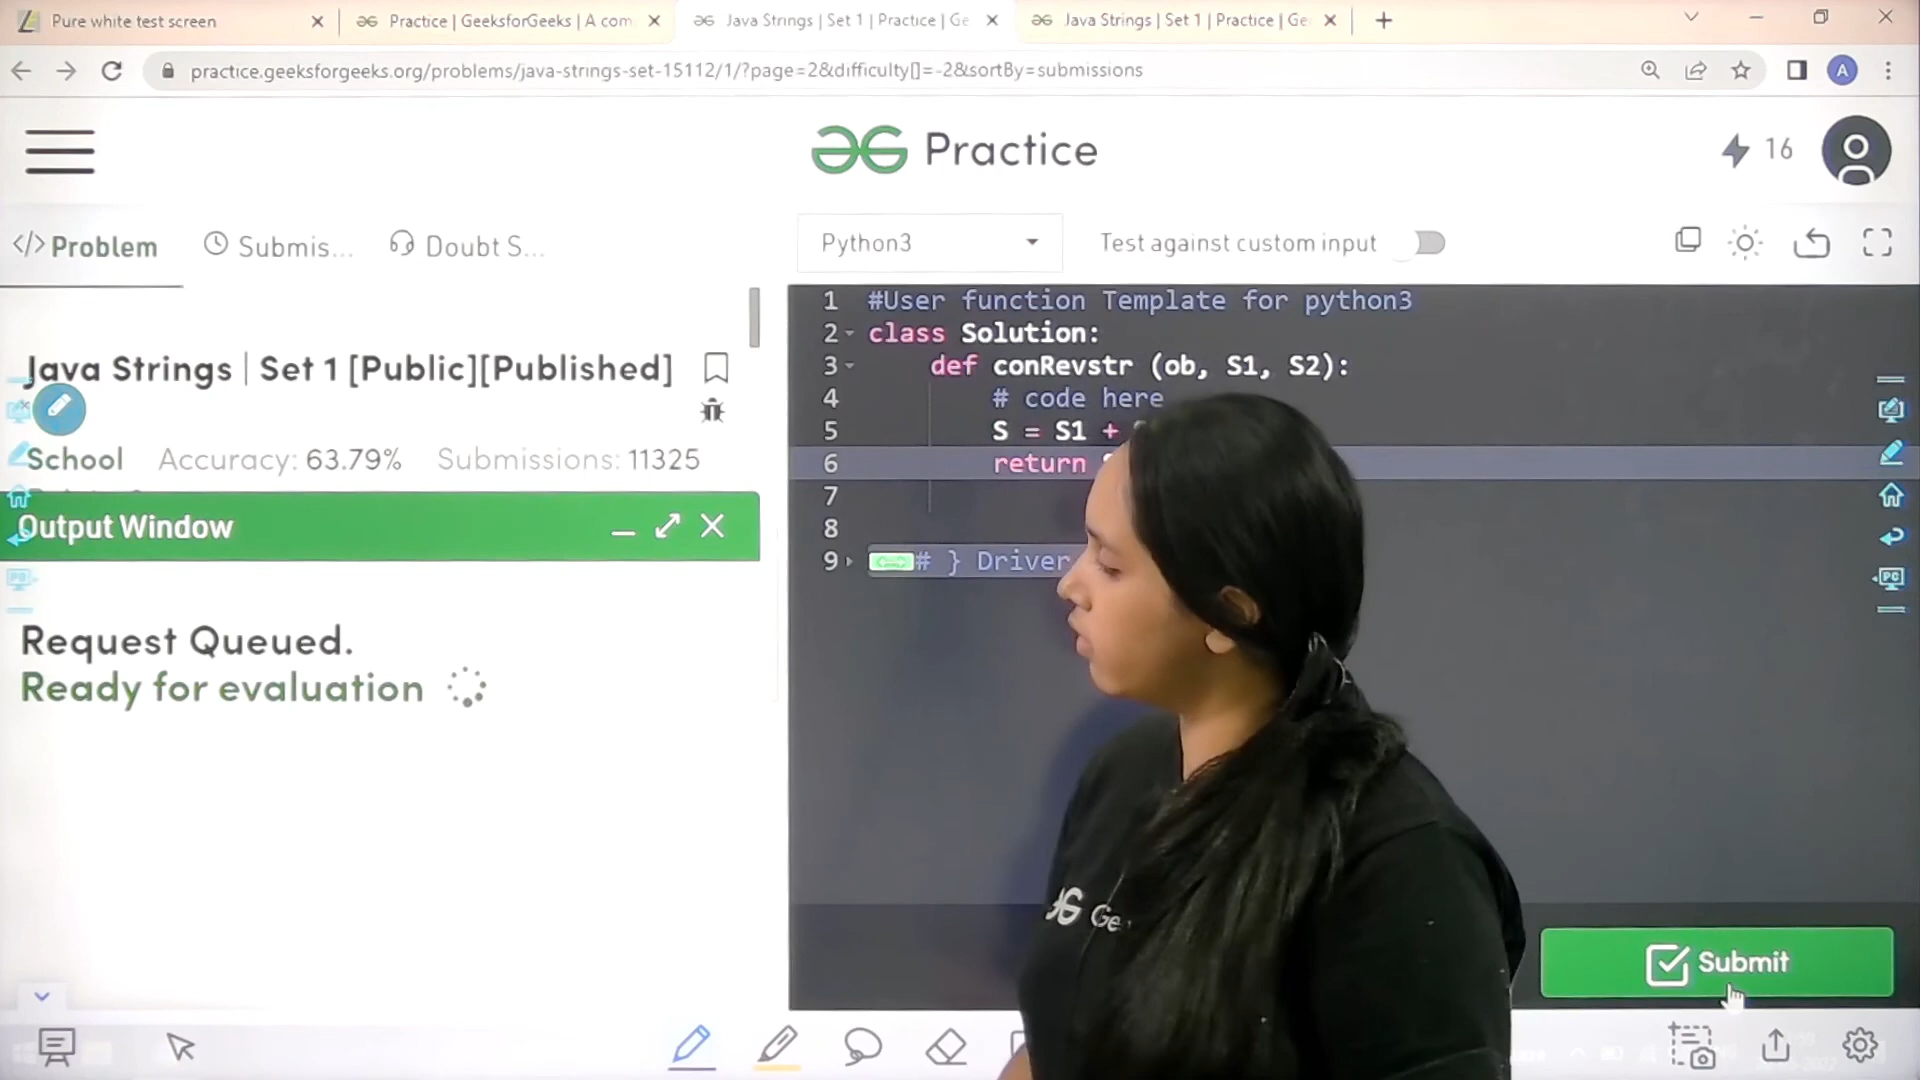 Pure white test screen
Practice | GeeksforGeeks | A com
Java Strings | Set 1 | Practice | Ge
Java Strings | Set 1 | Practice | Ge
practice.geeksforgeeks.org/problems/java-strings-set-15112/1/?page=2&difficulty[]=-2&sortBy=submissions
A
Practice
16
</> Problem
Submis...
Doubt S...
Python3
Test against custom input
Java Strings | Set 1 [Public][Published]
School Accuracy: 63.79% Submissions: 11325
Output Window
Request Queued.
Ready for evaluation
1 #User function Template for python3
2 class Solution:
3 def conRevstr (ob, S1, S2):
4 # code here
5 S = S1 +
6 return
7
8
9 # } Driver
PC
Ge
Submit